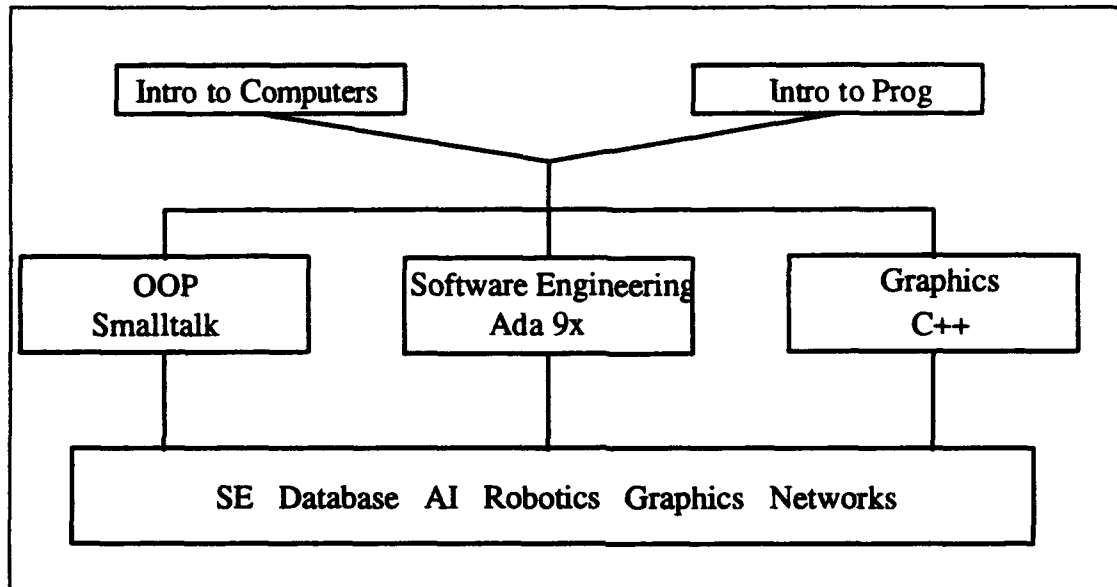 Intro to Computers
Intro to Prog
OOP
Smalltalk
Software Engineering
Ada 9x
Graphics
C++
SE Database AI Robotics Graphics Networks